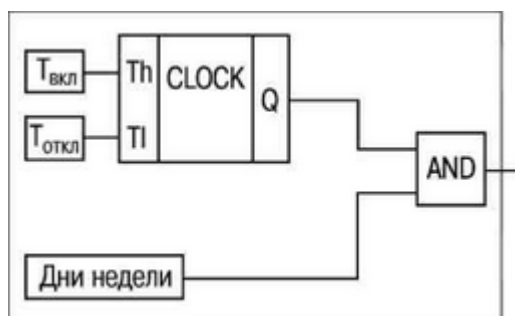 Tвкл
Th
CLOCK
Q
Tоткл
Tl
AND
Дни недели